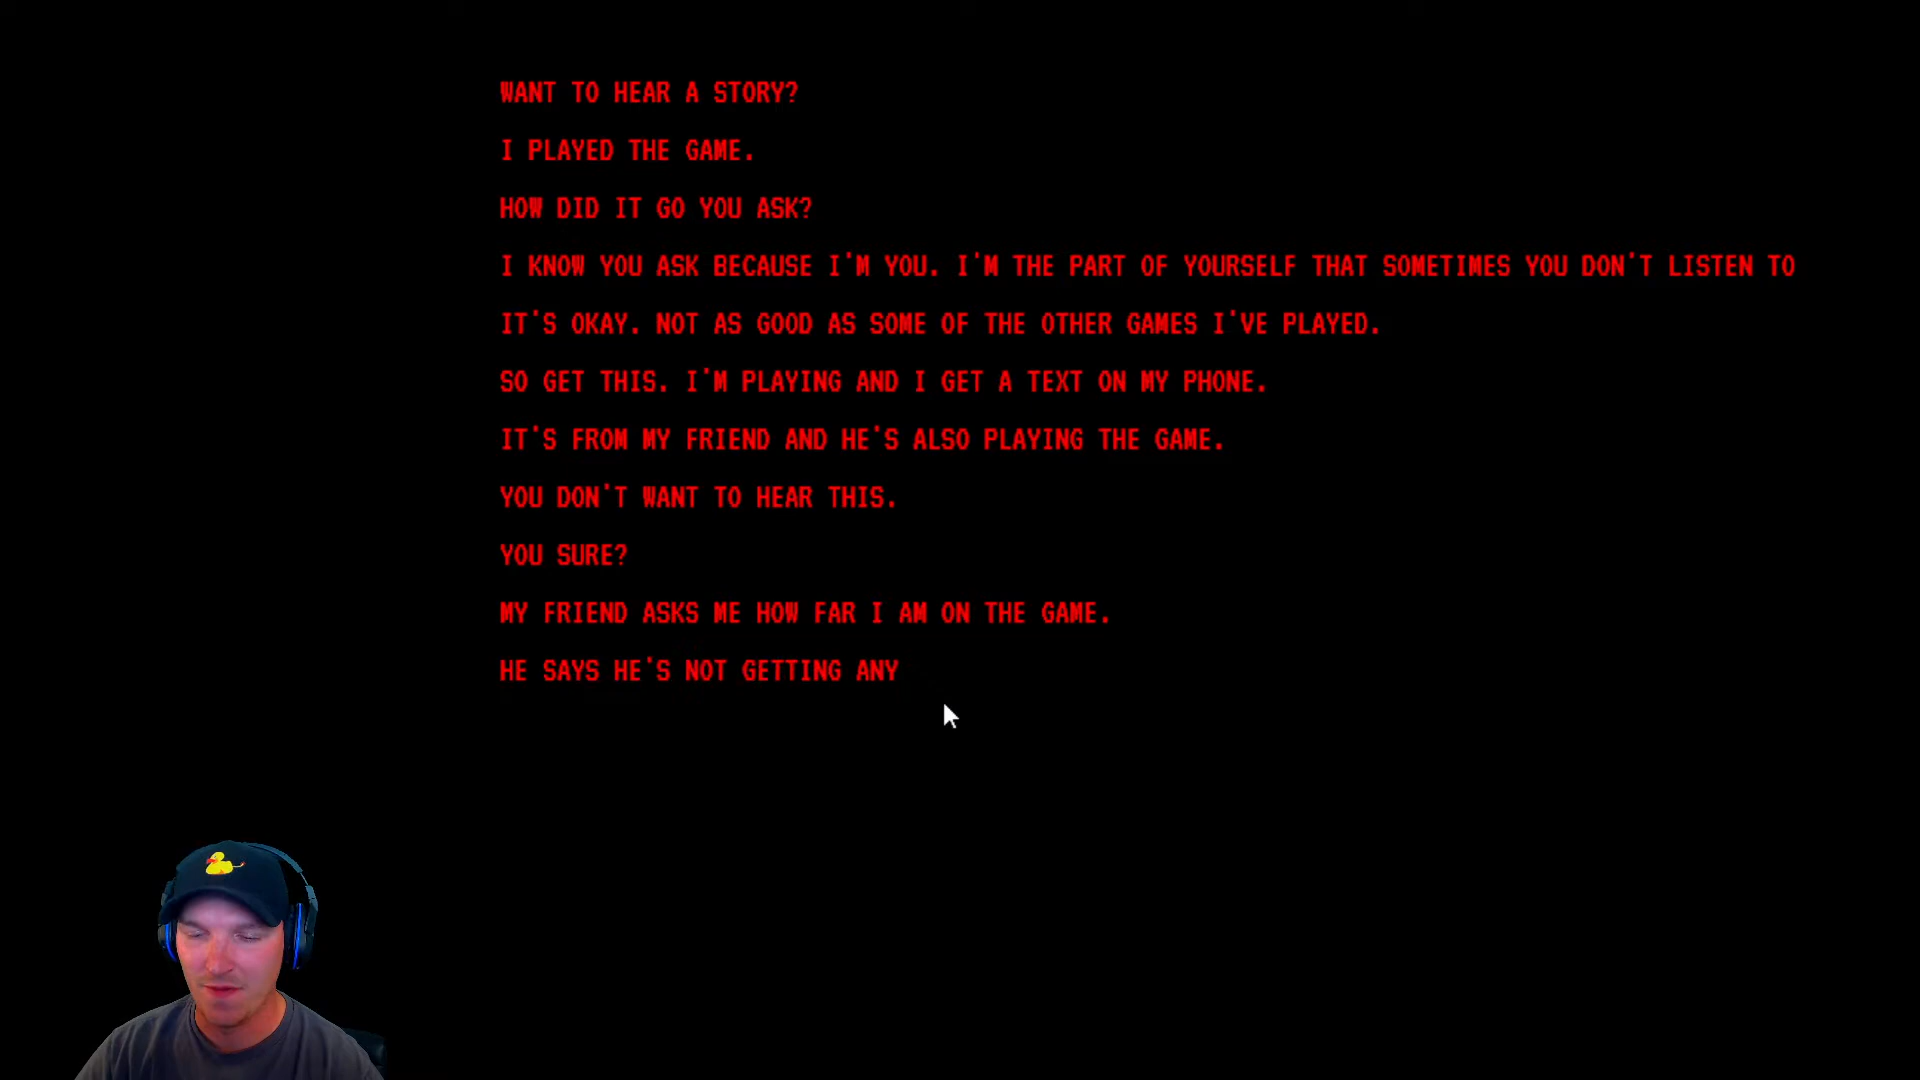 WANT TO HEAR A STORY?
I PLAYED THE GAME.
HOW DID IT GO YOU ASK?
I KNOW YOU ASK BECAUSE I'M YOU. I'M THE PART OF YOURSELF THAT SOMETIMES YOU DON'T LISTEN TO
IT'S OKAY. NOT AS GOOD AS SOME OF THE OTHER GAMES I'VE PLAYED.
SO GET THIS. I'M PLAYING AND I GET A TEXT ON MY PHONE.
IT'S FROM MY FRIEND AND HE'S ALSO PLAYING THE GAME.
YOU DON'T WANT TO HEAR THIS.
YOU SURE?
MY FRIEND ASKS ME HOW FAR I AM ON THE GAME.
HE SAYS HE'S NOT GETTING ANY